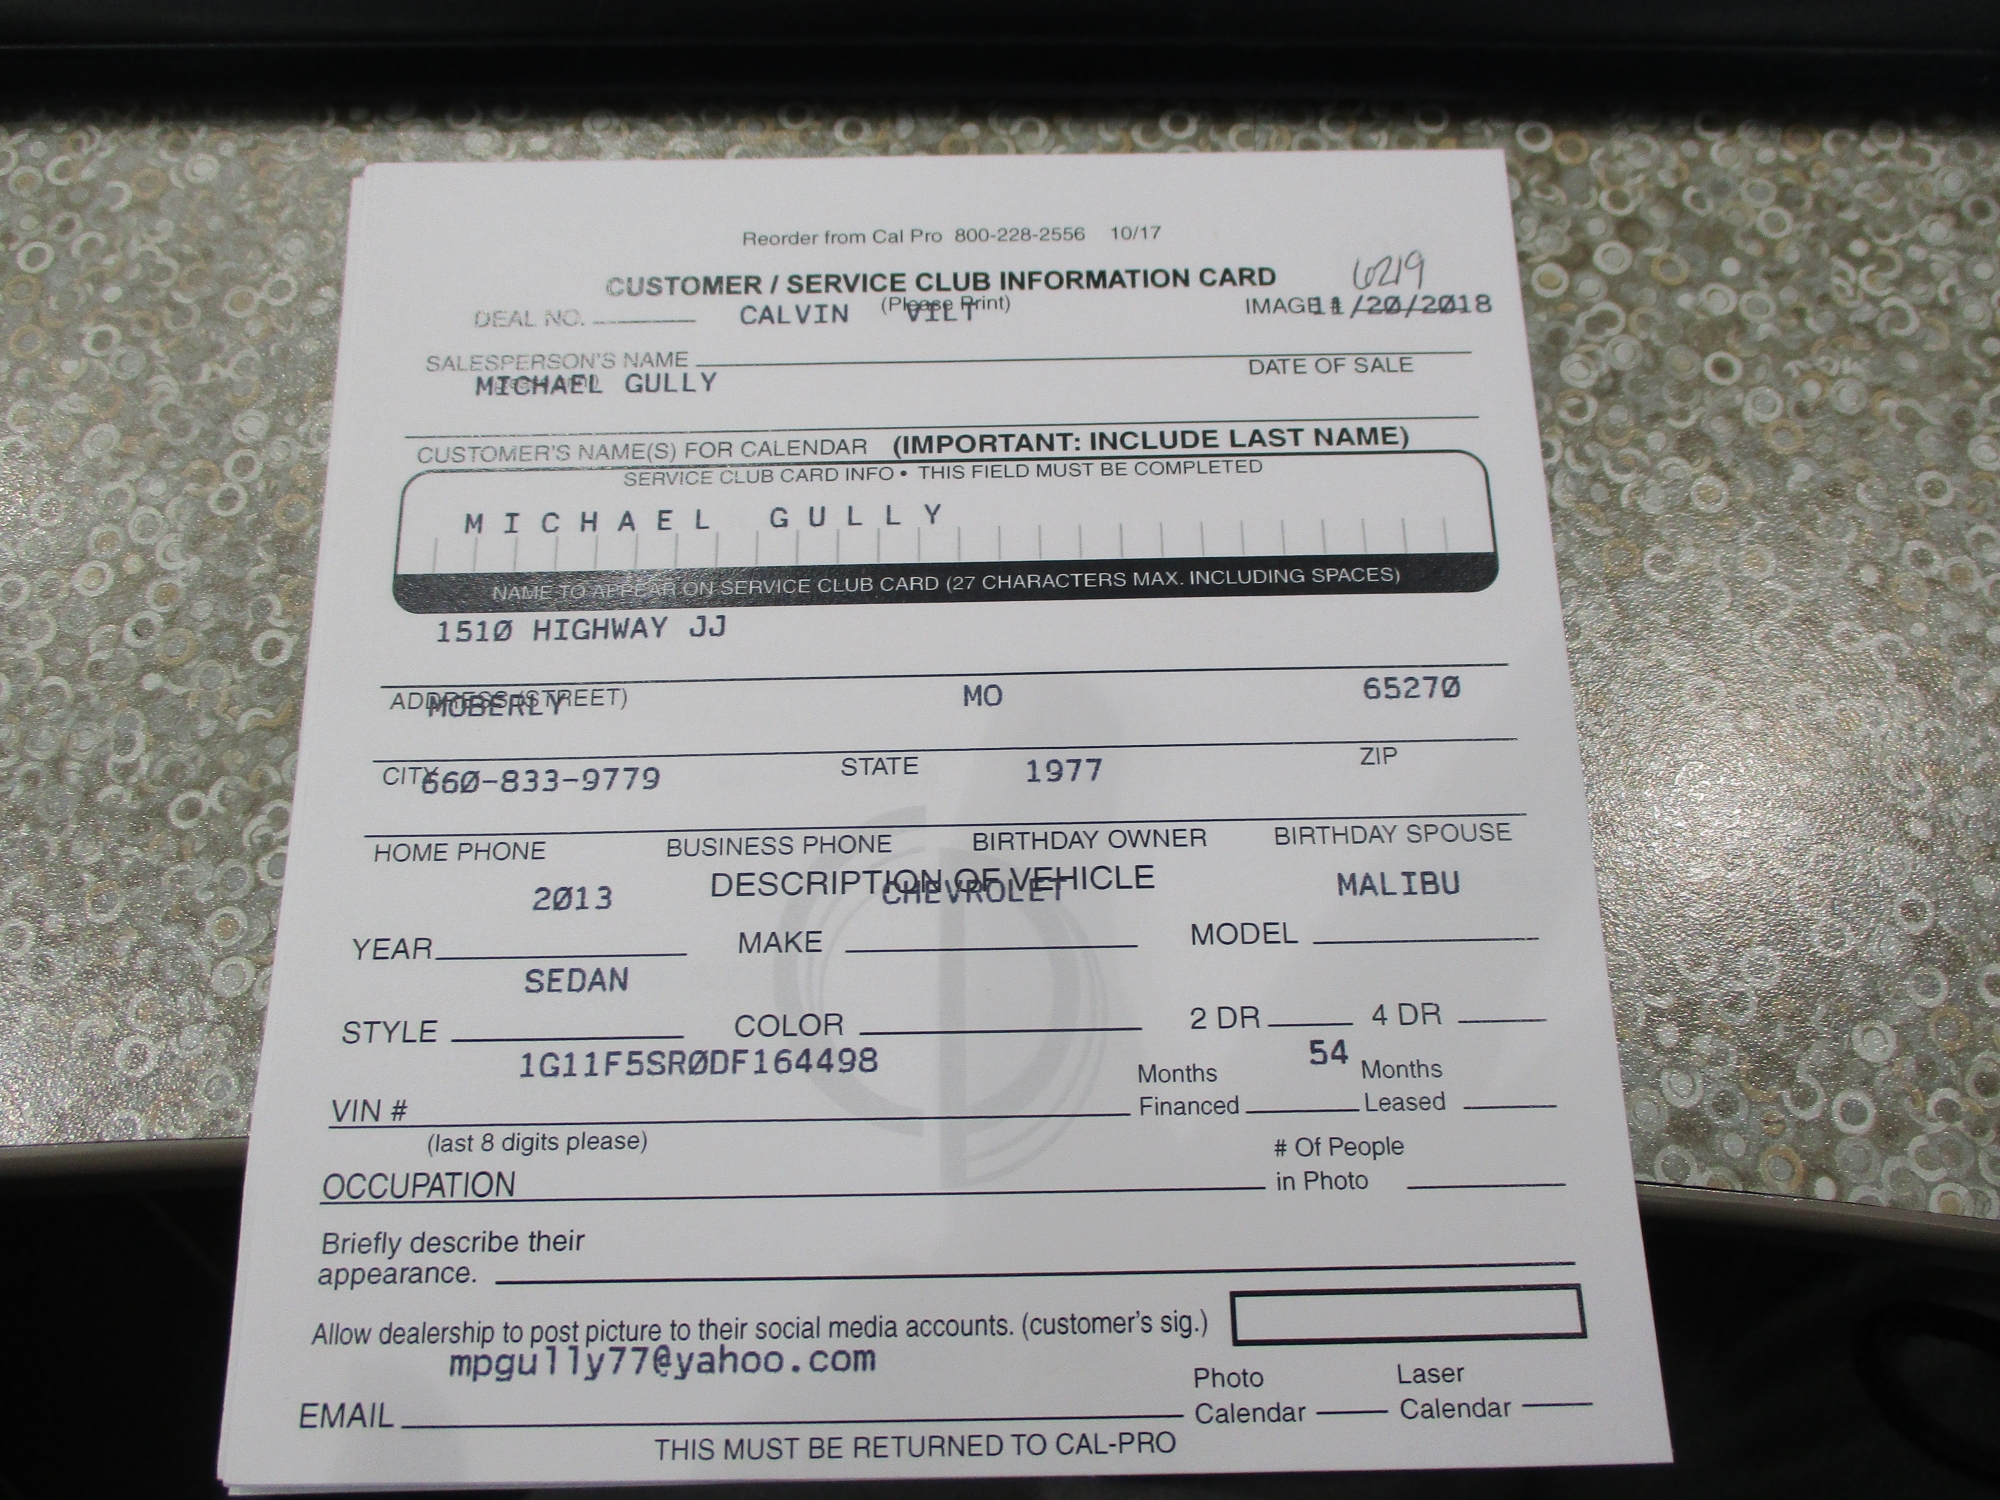 Reorder from Cal Pro 800-228-2556 10/17
CUSTOMER / SERVICE CLUB INFORMATION CARD 6219
DEAL NO. CALVIN VILT (Please Print) IMAGE # 11/20/2018
SALESPERSON'S NAME DATE OF SALE
MICHAEL GULLY
CUSTOMER'S NAME(S) FOR CALENDAR (IMPORTANT: INCLUDE LAST NAME)
SERVICE CLUB CARD INFO • THIS FIELD MUST BE COMPLETED
MICHAEL GULLY
NAME TO APPEAR ON SERVICE CLUB CARD (27 CHARACTERS MAX. INCLUDING SPACES)
1510 HIGHWAY JJ
ADDRESS (STREET)
MOBERLY MO 65270
CITY STATE ZIP
660-833-9779 1977
HOME PHONE BUSINESS PHONE BIRTHDAY OWNER BIRTHDAY SPOUSE
DESCRIPTION OF VEHICLE
2013 CHEVROLET MALIBU
YEAR MAKE MODEL
SEDAN
STYLE COLOR 2 DR 4 DR
1G11F5SR0DF164498 54
VIN # Months Financed Months Leased
(last 8 digits please)
OCCUPATION # Of People in Photo
Briefly describe their
appearance.
Allow dealership to post picture to their social media accounts. (customer's sig.)
mpgully77@yahoo.com
EMAIL Photo Calendar Laser Calendar
THIS MUST BE RETURNED TO CAL-PRO